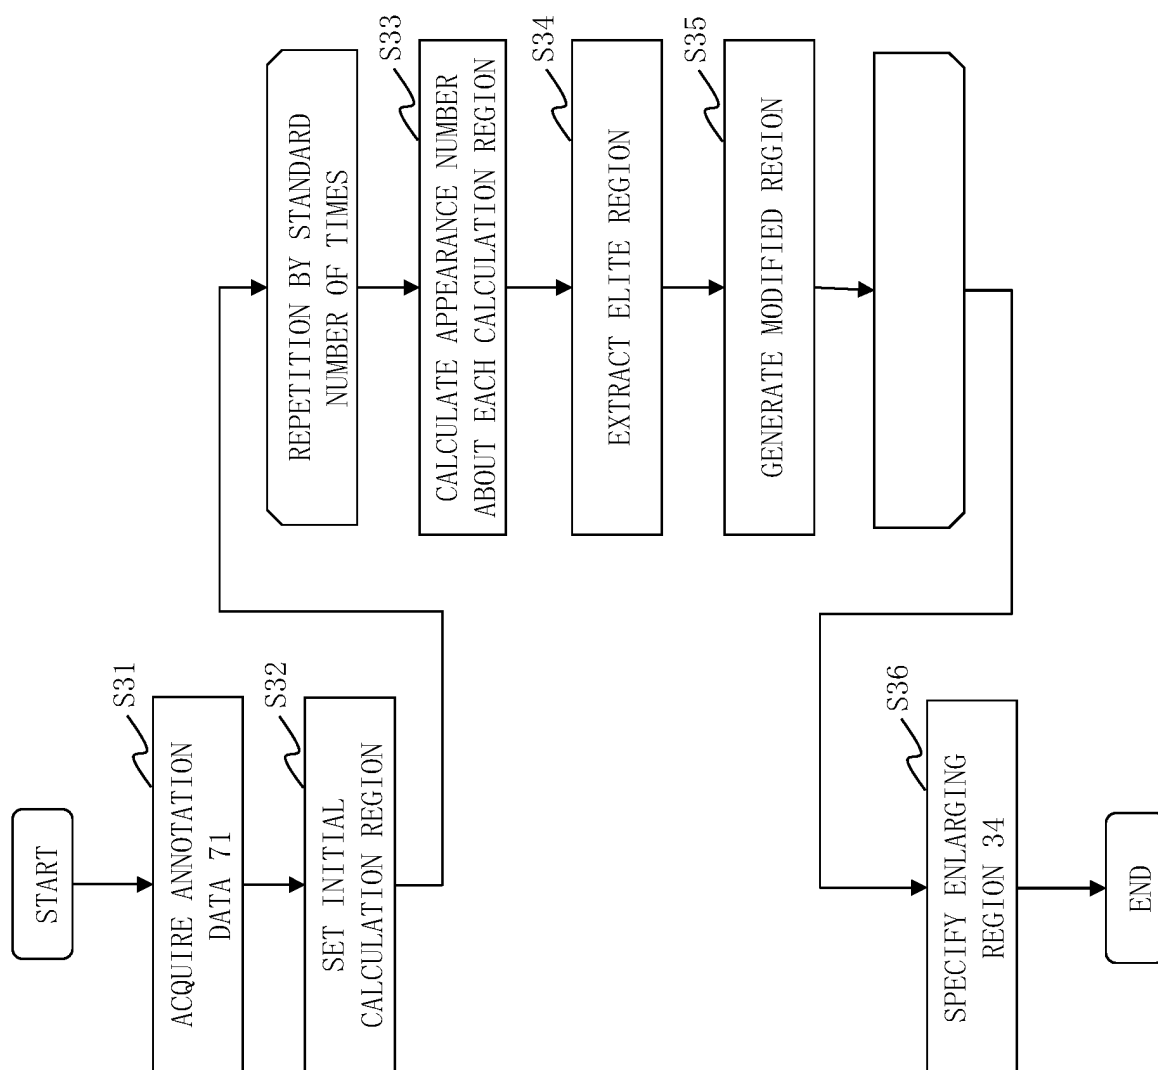 START
S31
ACQUIRE ANNOTATION
DATA 71
S32
SET INITIAL
CALCULATION REGION
REPETITION BY STANDARD
NUMBER OF TIMES
S33
CALCULATE APPEARANCE NUMBER
ABOUT EACH CALCULATION REGION
S34
EXTRACT ELITE REGION
S35
GENERATE MODIFIED REGION
S36
SPECIFY ENLARGING
REGION 34
END